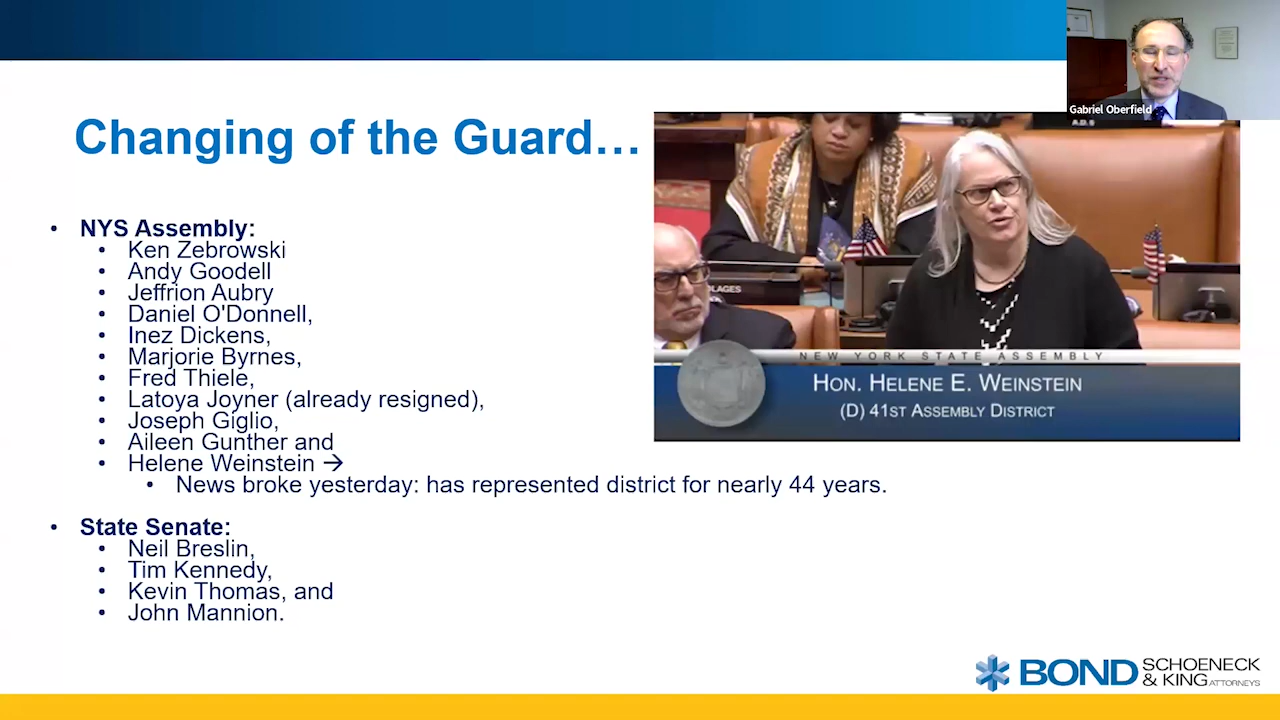 Gabriel Oberfield
Changing of the Guard…
NYS Assembly:
Ken Zebrowski
Andy Goodell
Jeffrion Aubry
Daniel O'Donnell,
Inez Dickens,
Marjorie Byrnes,
Fred Thiele,
Latoya Joyner (already resigned),
Joseph Giglio,
Aileen Gunther and
Helene Weinstein →
News broke yesterday: has represented district for nearly 44 years.
State Senate:
Neil Breslin,
Tim Kennedy,
Kevin Thomas, and
John Mannion.
NEW YORK STATE ASSEMBLY
HON. HELENE E. WEINSTEIN
(D) 41ST ASSEMBLY DISTRICT
BOND SCHOENECK
& KING ATTORNEYS